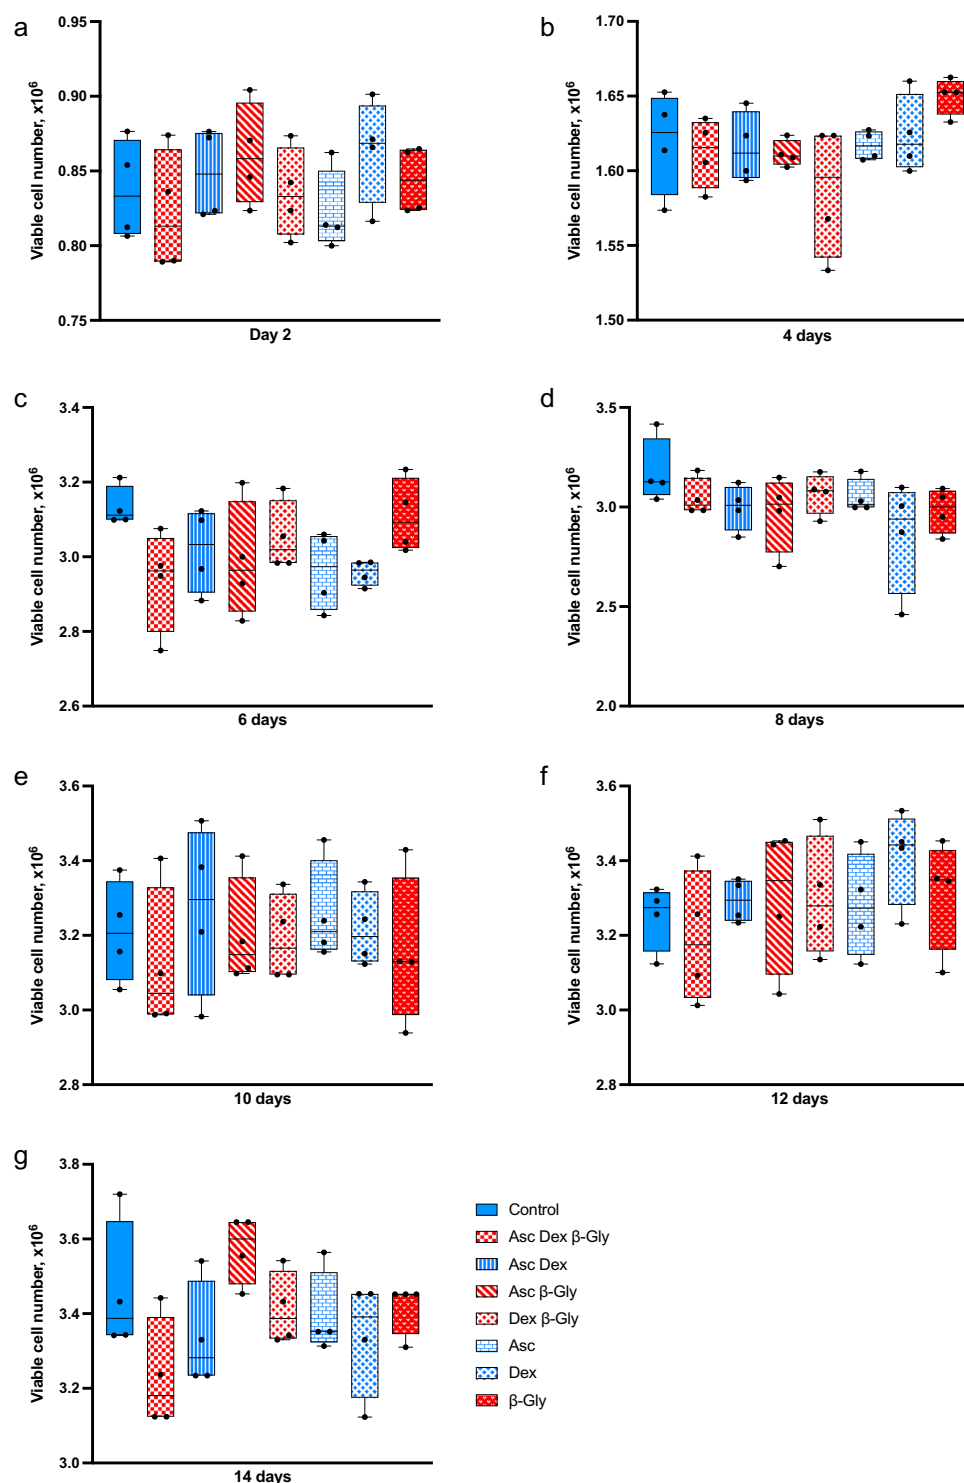 a
0.95
0.90
0.85
0.80
0.75
Viable cell number, x10⁶
Day 2
b
1.70
1.65
1.60
1.55
1.50
Viable cell number, x10⁶
4 days
c
3.4
3.2
3.0
2.8
2.6
Viable cell number, x10⁶
6 days
d
3.5
3.0
2.5
2.0
Viable cell number, x10⁶
8 days
e
3.6
3.4
3.2
3.0
2.8
Viable cell number, x10⁶
10 days
f
3.6
3.4
3.2
3.0
2.8
Viable cell number, x10⁶
12 days
g
3.8
3.6
3.4
3.2
3.0
Viable cell number, x10⁶
14 days
Control
Asc Dex β-Gly
Asc Dex
Asc β-Gly
Dex β-Gly
Asc
Dex
β-Gly